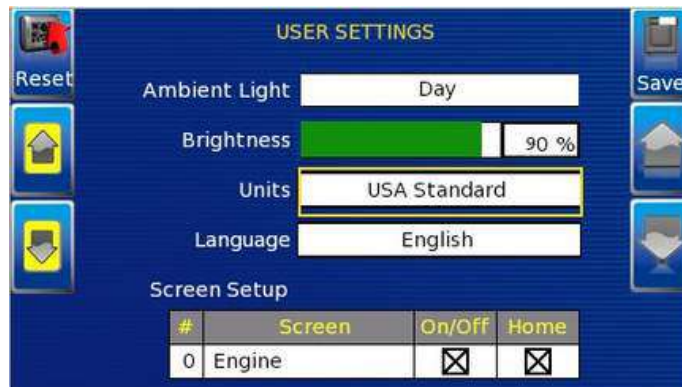 USER SETTINGS
Reset
Save
Ambient Light Day
Brightness 90 %
Units USA Standard
Language English
Screen Setup
# Screen On/Off Home
0 Engine